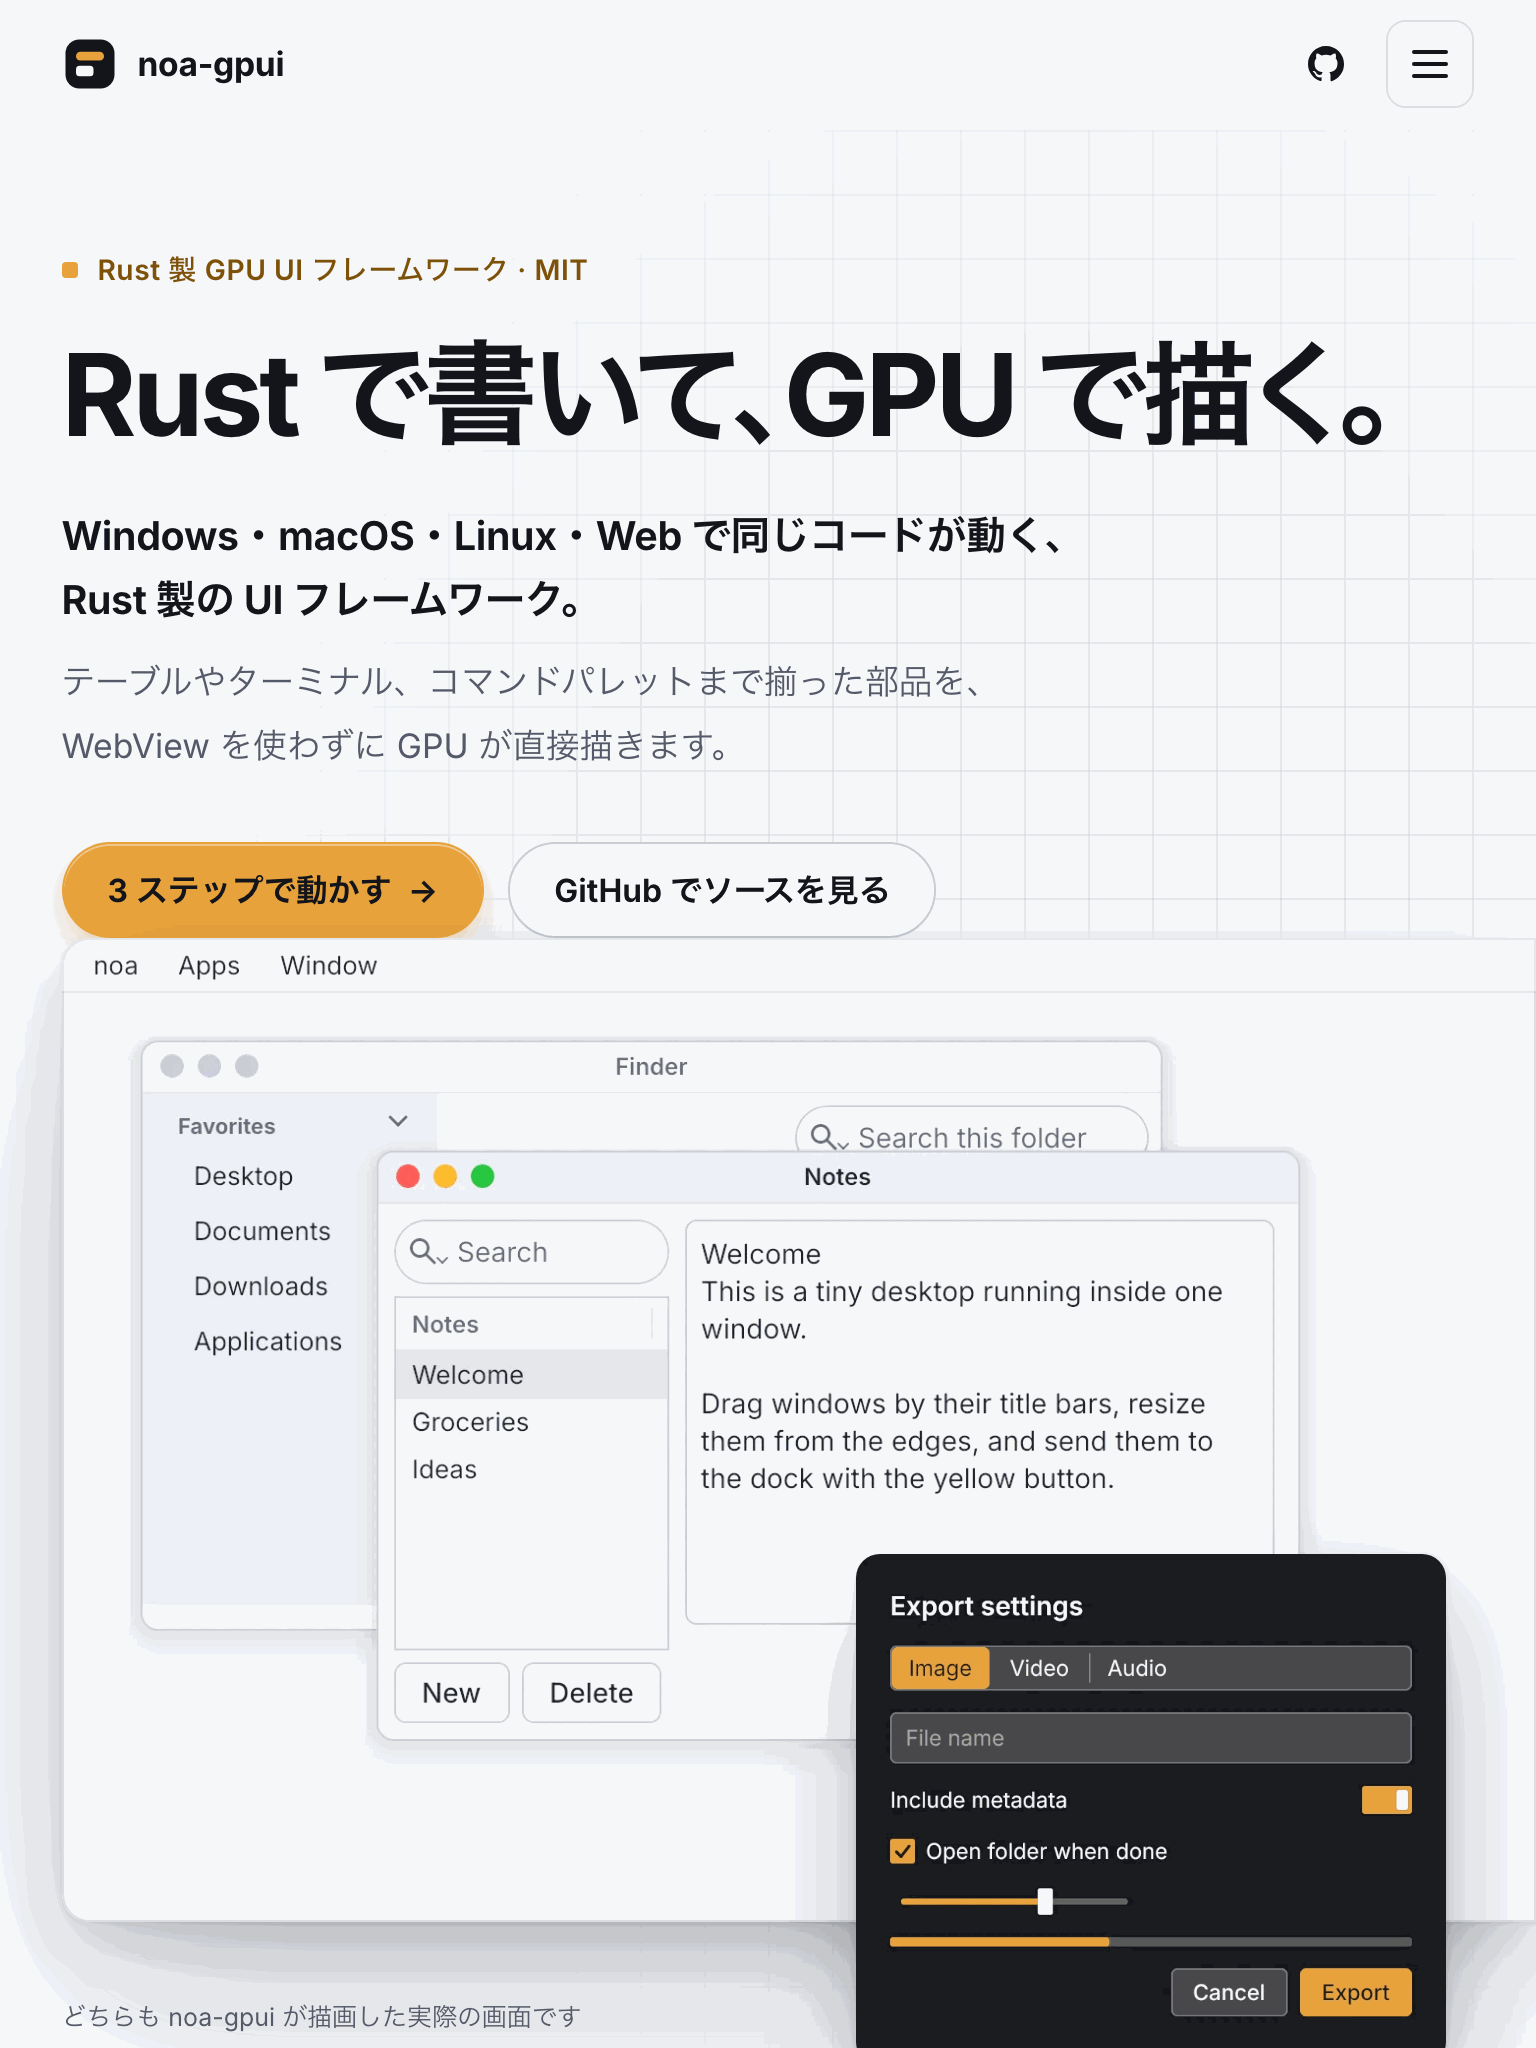 noa-gpui
Rust 製 GPU UI フレームワーク · MIT
Rust で書いて、GPU で描く。
Windows・macOS・Linux・Web で同じコードが動く、
Rust 製の UI フレームワーク。
テーブルやターミナル、コマンドパレットまで揃った部品を、
WebView を使わずに GPU が直接描きます。
3 ステップで動かす →
GitHub でソースを見る
noa Apps Window
Finder
Favorites
Search this folder
Desktop
Documents
Downloads
Applications
Notes
Search
Notes
Welcome
Groceries
Ideas
New
Delete
Welcome
This is a tiny desktop running inside one
window.
Drag windows by their title bars, resize
them from the edges, and send them to
the dock with the yellow button.
Export settings
Image Video Audio
File name
Include metadata
Open folder when done
Cancel Export
どちらも noa-gpui が描画した実際の画面です